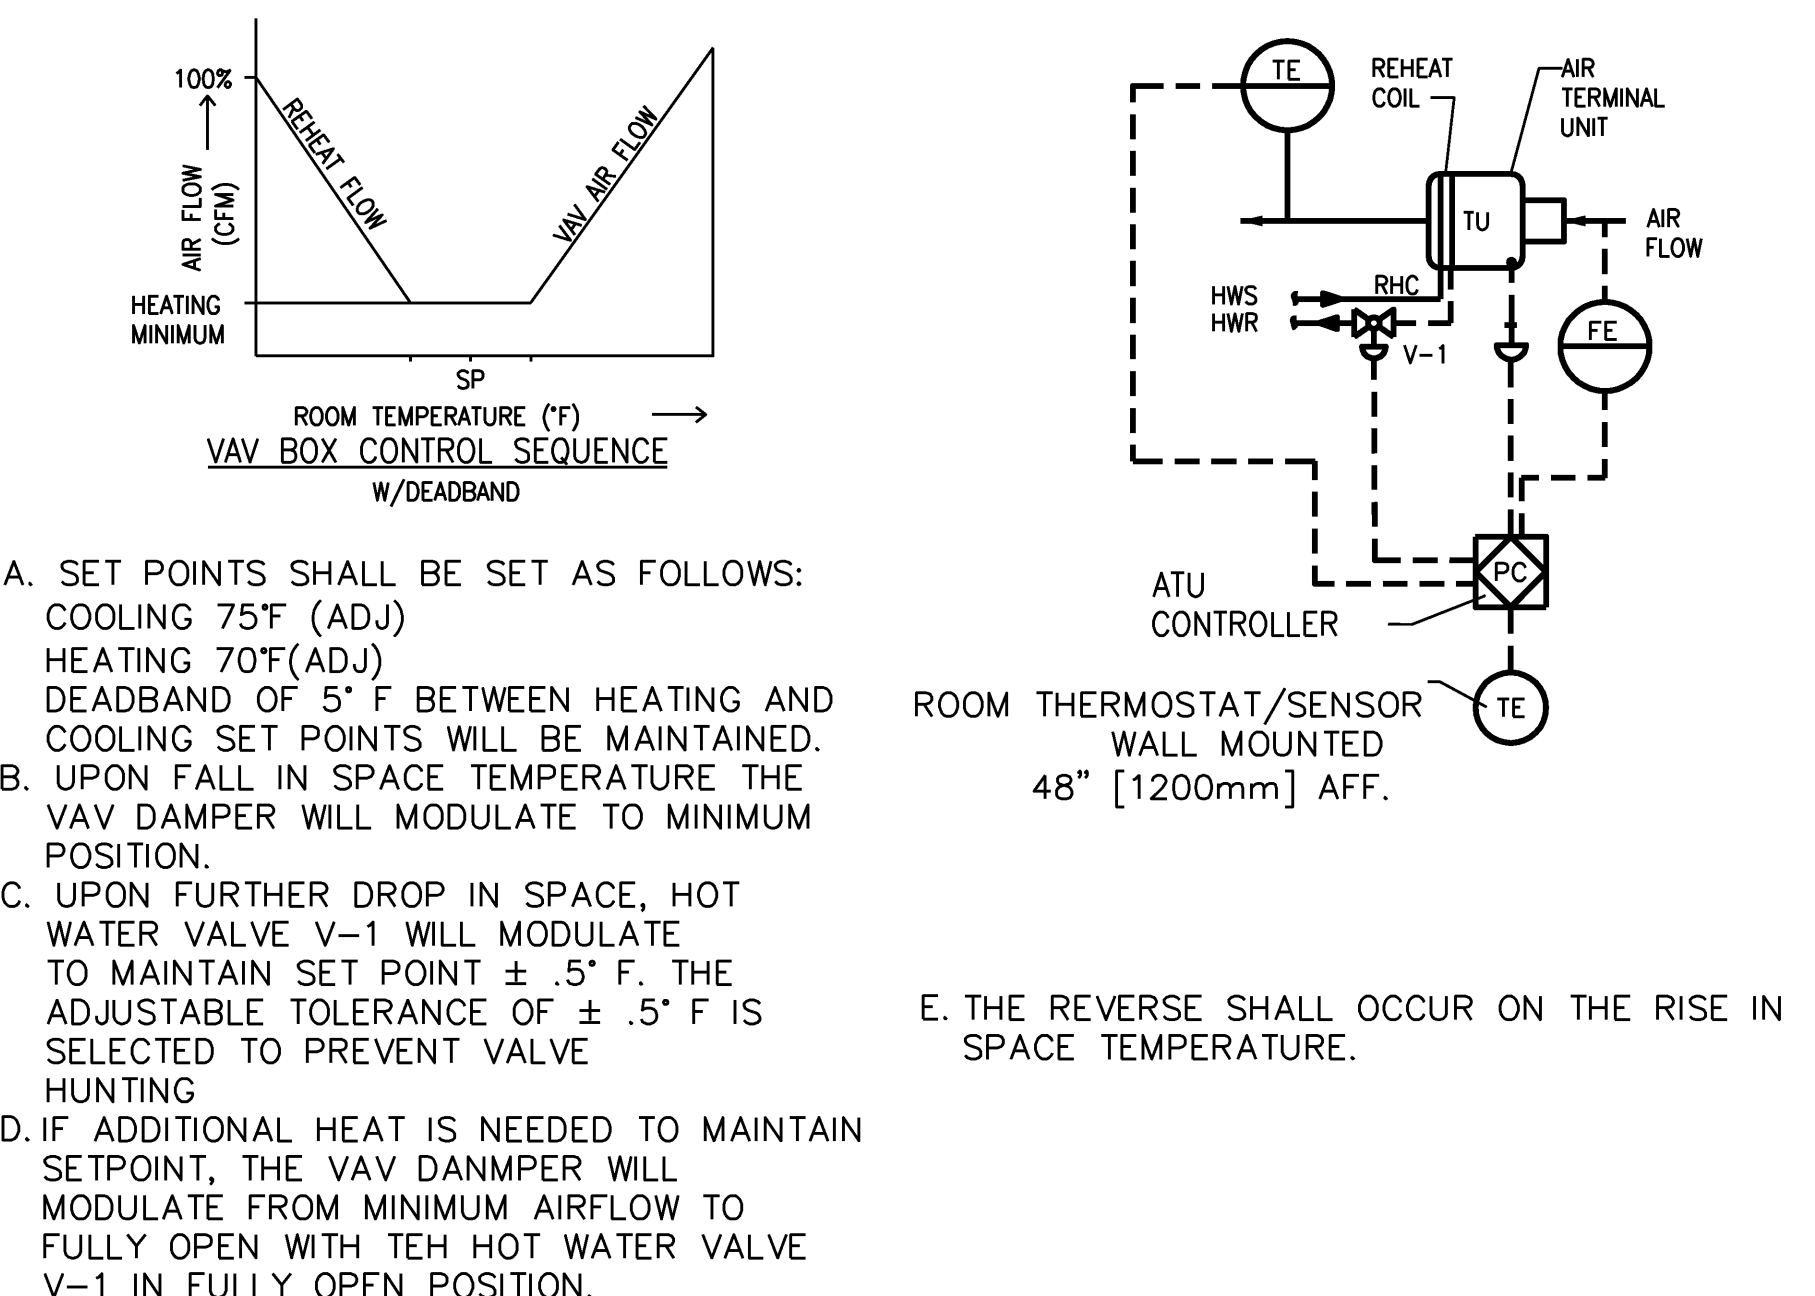 100%
REHEAT FLOW
VAV AIR FLOW
AIR FLOW
(CFM)
HEATING
MINIMUM
SP
ROOM TEMPERATURE (°F)
VAV BOX CONTROL SEQUENCE
W/DEADBAND
A. SET POINTS SHALL BE SET AS FOLLOWS:
COOLING 75°F (ADJ)
HEATING 70°F(ADJ)
DEADBAND OF 5° F BETWEEN HEATING AND
COOLING SET POINTS WILL BE MAINTAINED.
B. UPON FALL IN SPACE TEMPERATURE THE
VAV DAMPER WILL MODULATE TO MINIMUM
POSITION.
C. UPON FURTHER DROP IN SPACE, HOT
WATER VALVE V-1 WILL MODULATE
TO MAINTAIN SET POINT ± .5° F. THE
ADJUSTABLE TOLERANCE OF ± .5° F IS
SELECTED TO PREVENT VALVE
HUNTING
D. IF ADDITIONAL HEAT IS NEEDED TO MAINTAIN
SETPOINT, THE VAV DANMPER WILL
MODULATE FROM MINIMUM AIRFLOW TO
FULLY OPEN WITH TEH HOT WATER VALVE
V-1 IN FULLY OPEN POSITION.
TE
REHEAT
COIL
AIR
TERMINAL
UNIT
TU
AIR
FLOW
RHC
HWS
HWR
V-1
FE
PC
ATU
CONTROLLER
TE
ROOM THERMOSTAT/SENSOR
WALL MOUNTED
48" [1200mm] AFF.
E. THE REVERSE SHALL OCCUR ON THE RISE IN
SPACE TEMPERATURE.